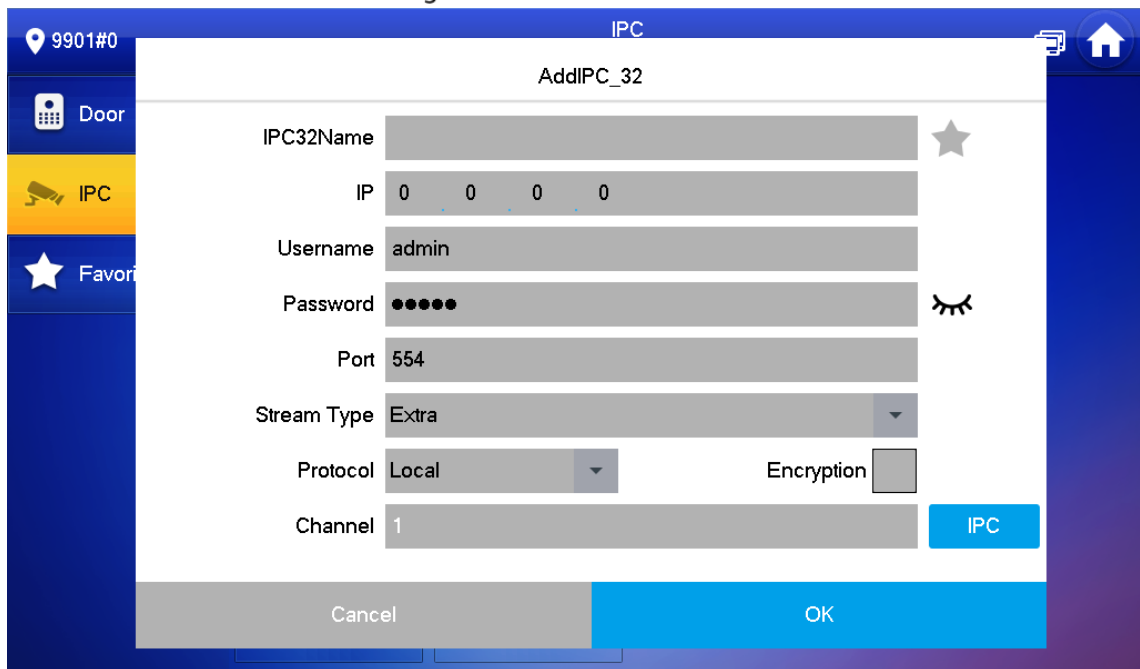 IPC
9901#0
AddIPC_32
Door
IPC32Name
IPC
IP 0 . 0 . 0 . 0
Username admin
Favori
Password ●●●●●
Port 554
Stream Type Extra
Protocol Local Encryption
Channel 1 IPC
Cancel OK